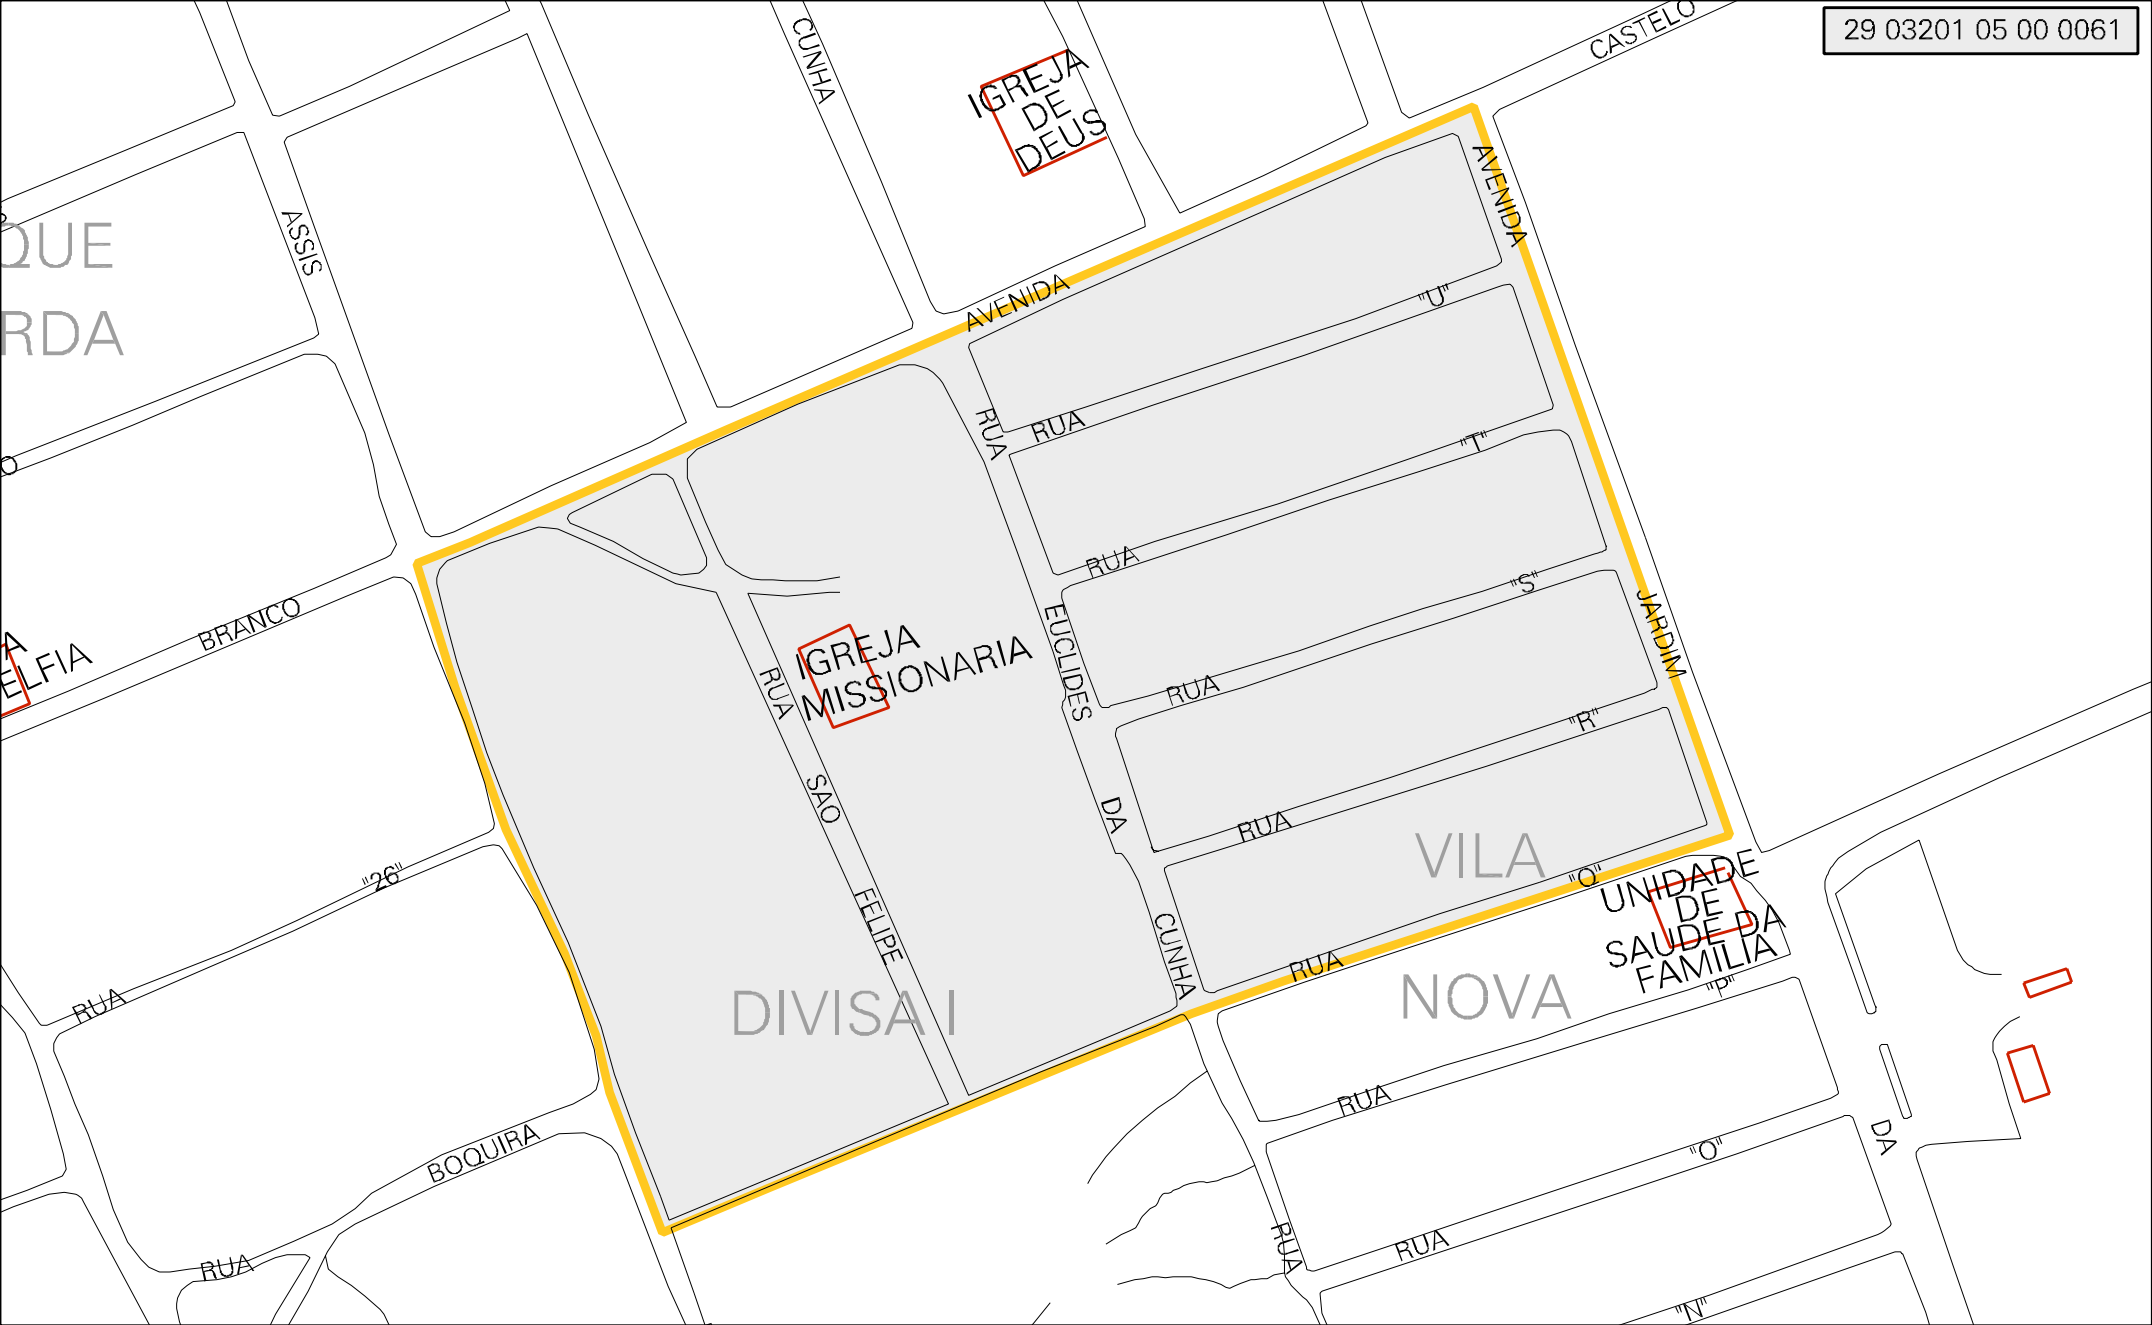 29 03201 05 00 0061
CASTELO
CUNHA
IGREJA
DE
DEUS
AVENIDA
ASSIS
QUE
RDA
AVENIDA
"U"
RUA
RUA
"T"
O
RUA
"S"
BRANCO
ELFIA
A
IGREJA
MISSIONARIA
EUCLIDES
JARDIM
RUA
RUA
"R"
SAO
DA
RUA
VILA
"26"
"Q"
UNIDADE
DE
SAUDE DA
FAMILIA
FELIPE
CUNHA
RUA
"P"
NOVA
RUA
DIVISA I
RUA
DA
BOQUIRA
"O"
RUA
RUA
RUA
"N"